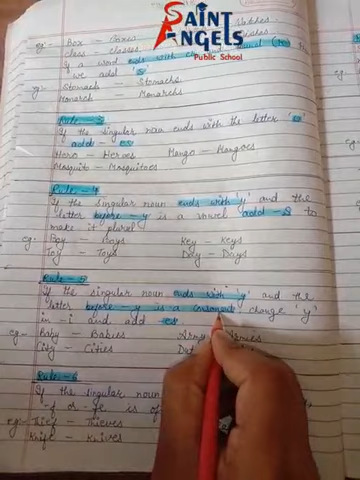 SAINT
ANGELS
Public School
eg:- Box - Boxes
class - classes
If a word ends with
we add 's
eg:- Stomach - Stomachs
Monarch - Monarchs
Rule - 3
If the singular noun ends with the letter 'o'
add - es
Hero - Heroes Mango - Mangoes
Mosquito - Mosquitoes
Rule - 4
If the singular noun ends with 'y' and the
letter before - y is a vowel add - s to
make it plural
eg:- Boy - Boys Key - Keys
Toy - Toys Day - Days
Rule - 5
If the singular noun ends with 'y' and the
letter before - y is a consonant change 'y'
in i and add es
eg:- Baby - Babies Army - Armies
City - Cities
Rule - 6
If the singular
-f or -fe is
eg:- Thief - Thieves
Knife - Knives